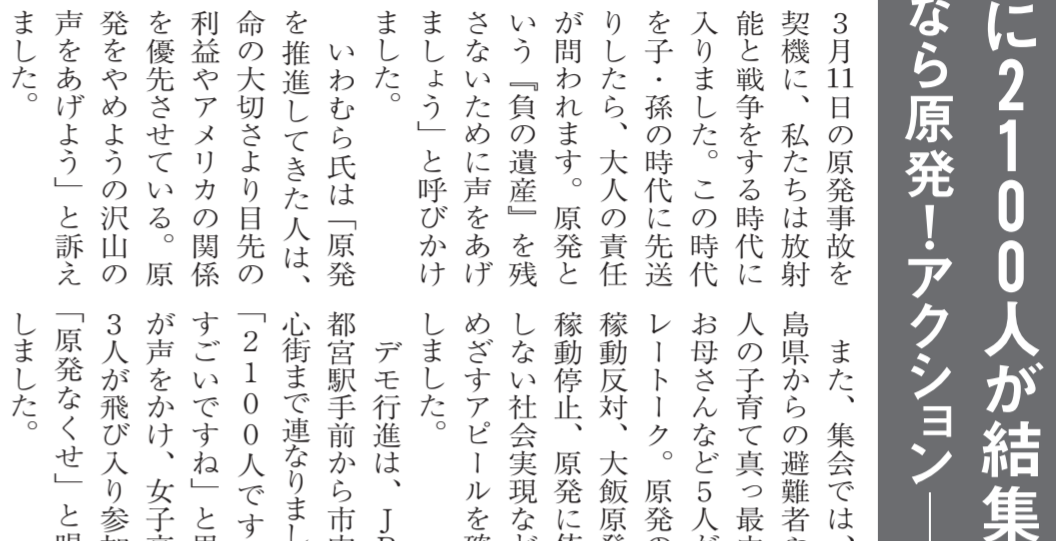 に2100人が結集
なら原発！アクション―
3月11日の原発事故を
契機に、私たちは放射
能と戦争をする時代に
入りました。この時代
を子・孫の時代に先送
りしたら、大人の責任
が問われます。原発と
いう『負の遺産』を残
さないために声をあげ
ましょう」と呼びかけ
ました。
いわむら氏は「原発
を推進してきた人は、
命の大切さより目先の
利益やアメリカの関係
を優先させている。原
発をやめようの沢山の
声をあげよう」と訴え
ました。
また、集会では、
島県からの避難者
人の子育て真っ最
お母さんなど5人が
レートーク。原発の
稼動反対、大飯原発
稼動停止、原発に
しない社会実現など
めざすアピールを
しました。
デモ行進は、J
都宮駅手前から市
心街まで連なりまし
「2100人です
すごいですね」と
が声をかけ、女子
3人が飛び入り参加
「原発なくせ」と
しました。